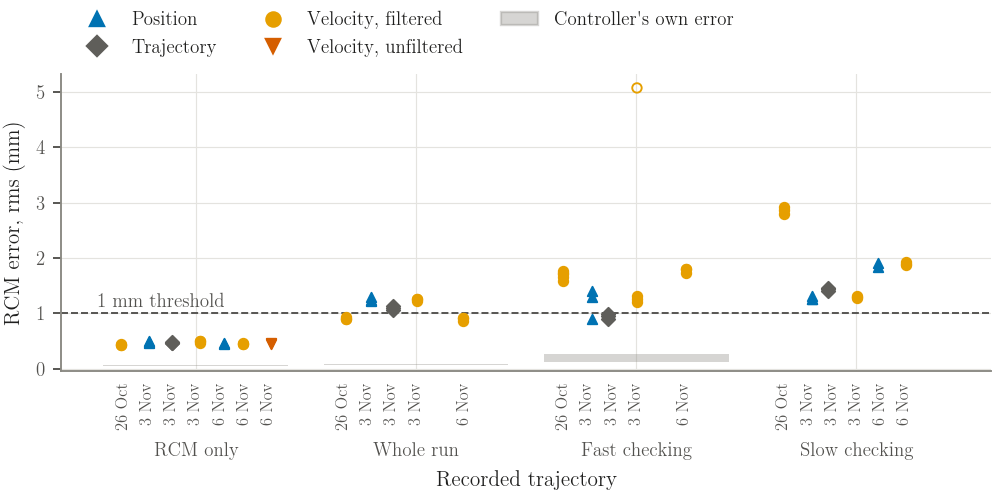 Position
Trajectory
Velocity, filtered
Velocity, unfiltered
Controller's own error
RCM error, rms (mm)
5
4
3
2
1
0
1 mm threshold
26 Oct
3 Nov
3 Nov
3 Nov
6 Nov
6 Nov
6 Nov
26 Oct
3 Nov
3 Nov
3 Nov
6 Nov
26 Oct
3 Nov
3 Nov
3 Nov
6 Nov
26 Oct
3 Nov
3 Nov
3 Nov
6 Nov
6 Nov
RCM only
Whole run
Fast checking
Slow checking
Recorded trajectory